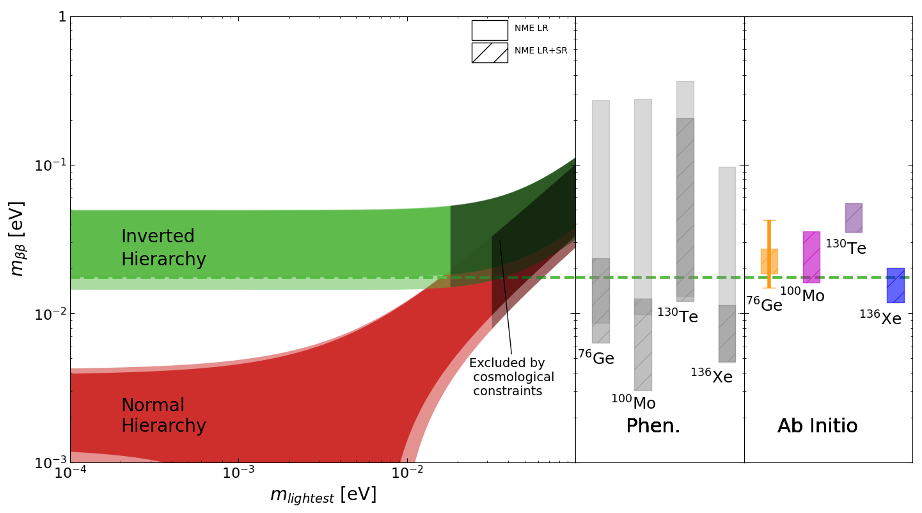 1
10⁻¹
10⁻²
10⁻³
m_ββ [eV]
NME LR
NME LR+SR
Inverted
Hierarchy
Normal
Hierarchy
Excluded by
cosmological
constraints
10⁻⁴
10⁻³
10⁻²
m_lightest [eV]
⁷⁶Ge
¹⁰⁰Mo
¹³⁰Te
¹³⁶Xe
Phen.
⁷⁶Ge
¹⁰⁰Mo
¹³⁰Te
¹³⁶Xe
Ab Initio